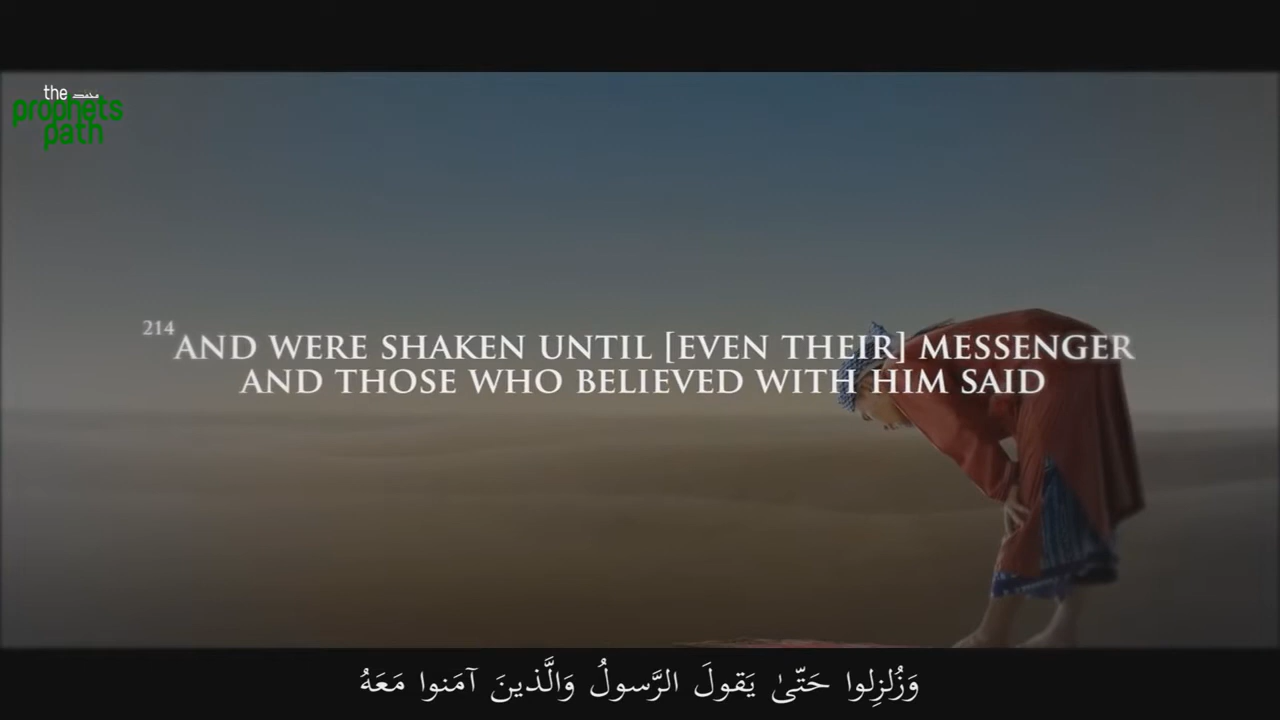 the محمد
prophets
path
214 AND WERE SHAKEN UNTIL [EVEN THEIR] MESSENGER
AND THOSE WHO BELIEVED WITH HIM SAID
وَزُلزِلوا حَتّىٰ يَقولَ الرَّسولُ وَالَّذينَ آمَنوا مَعَهُ